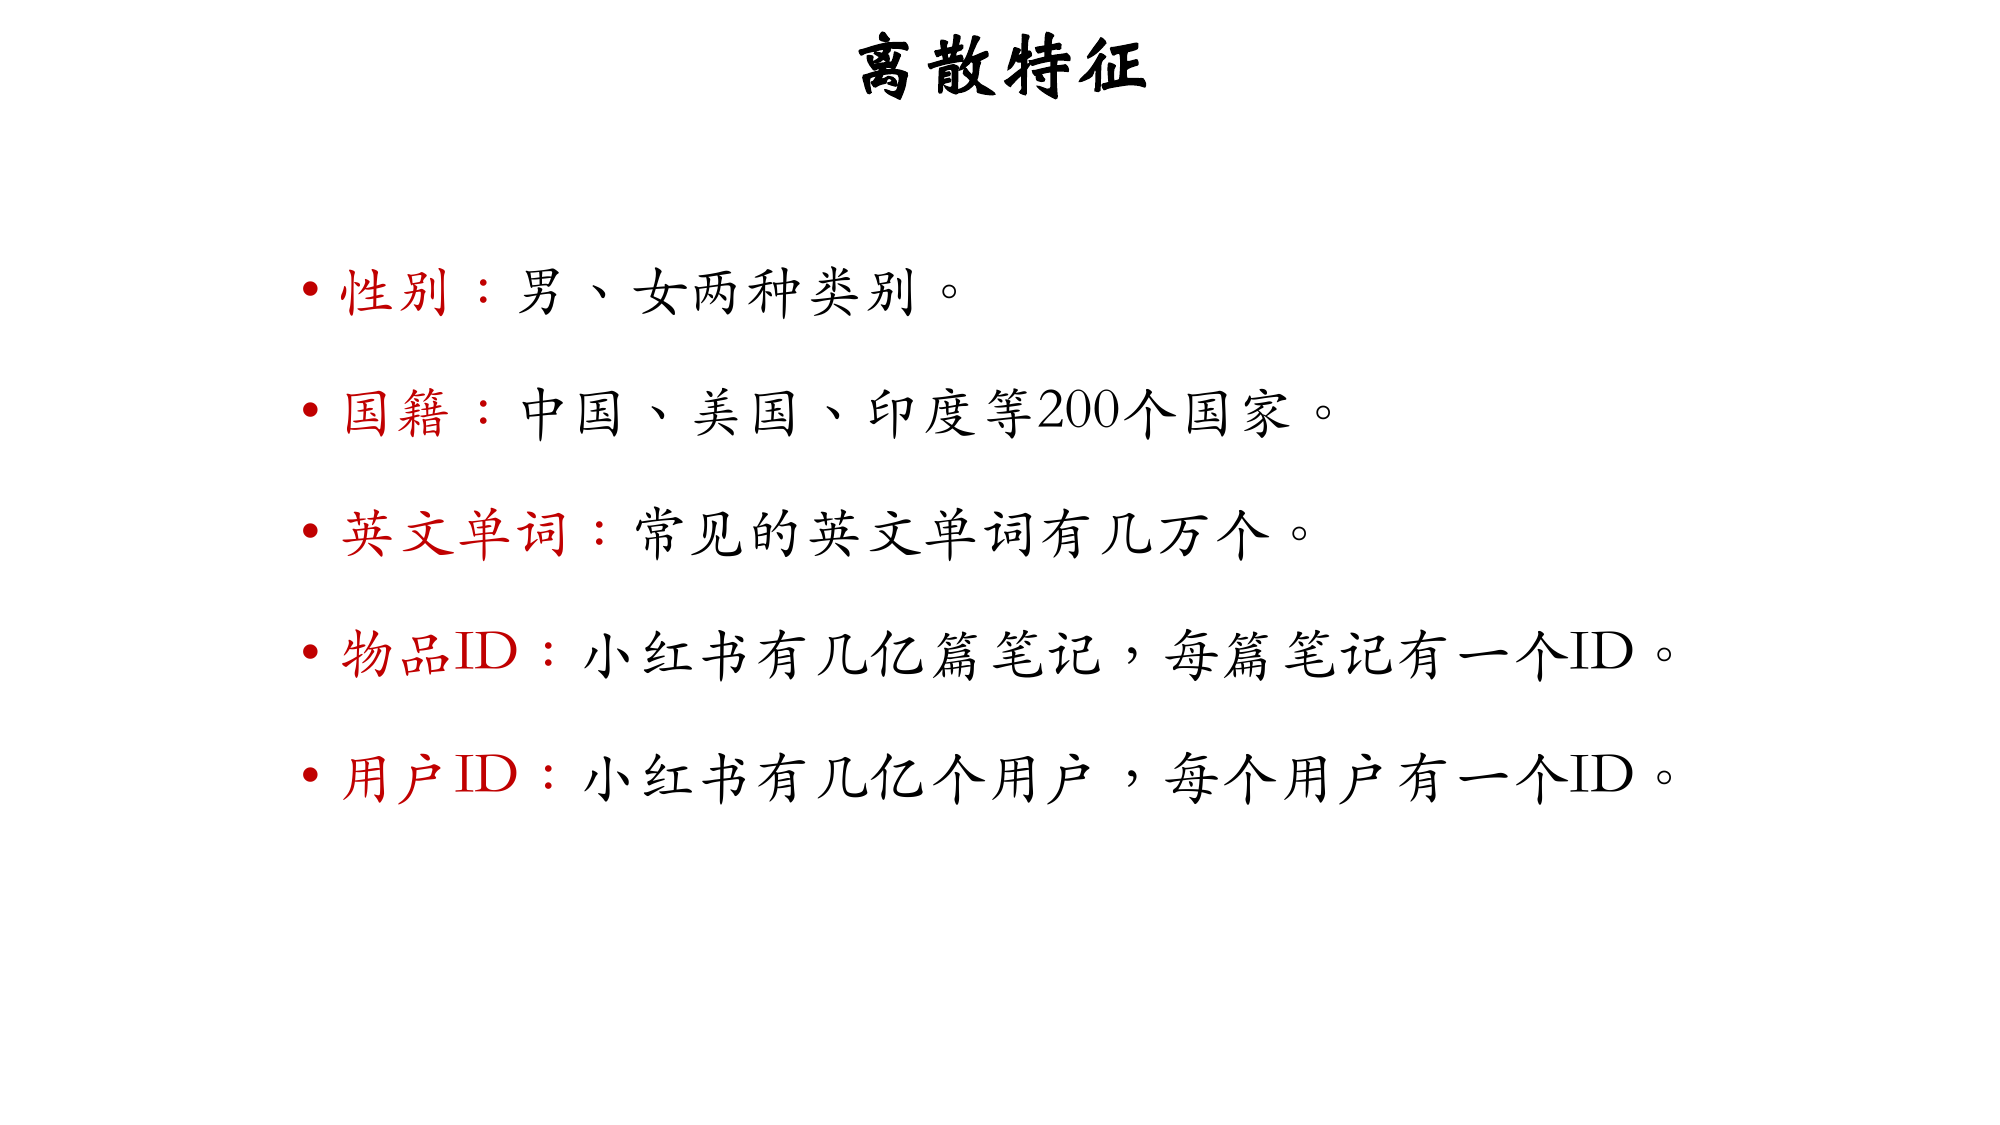 离散特征
• 性别：男、女两种类别。
• 国籍：中国、美国、印度等200个国家。
• 英文单词：常见的英文单词有几万个。
• 物品ID：小红书有几亿篇笔记，每篇笔记有一个ID。
• 用户ID：小红书有几亿个用户，每个用户有一个ID。